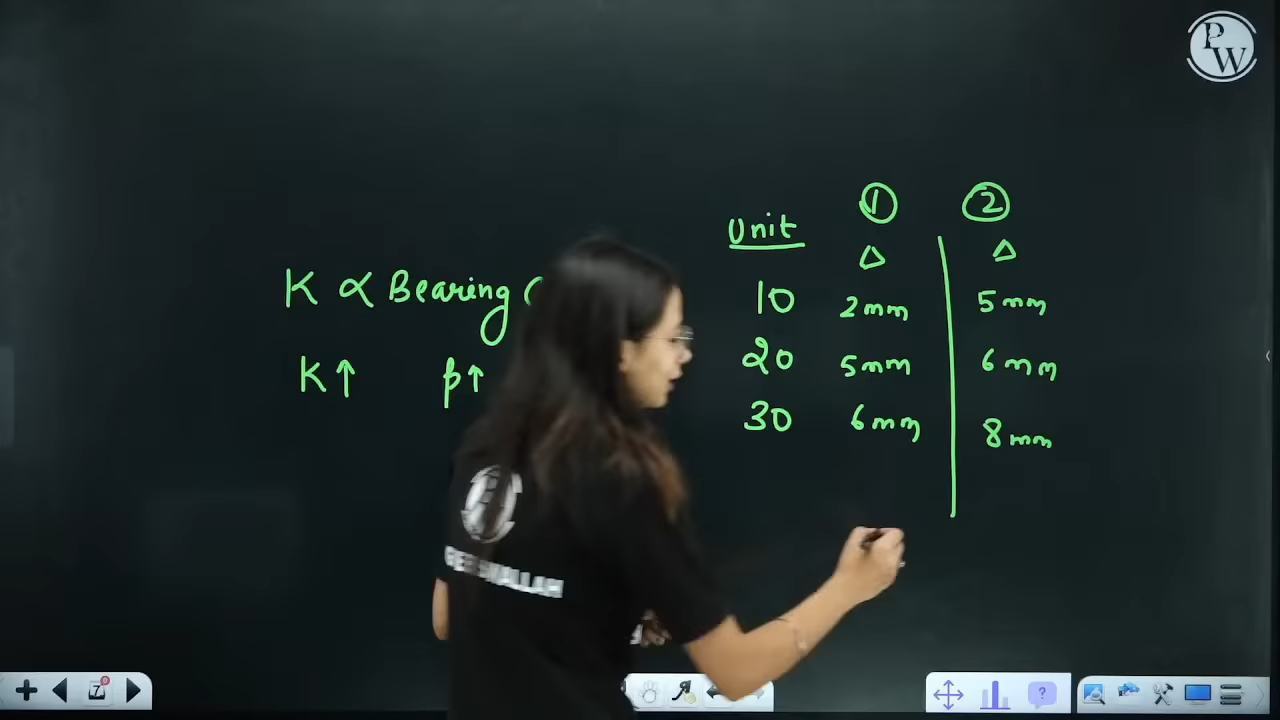 PW
① ②
Unit
Δ Δ
K ∝ Bearing
10 2mm 5mm
20 5mm 6mm
K↑ p↑
30 6mm 8mm